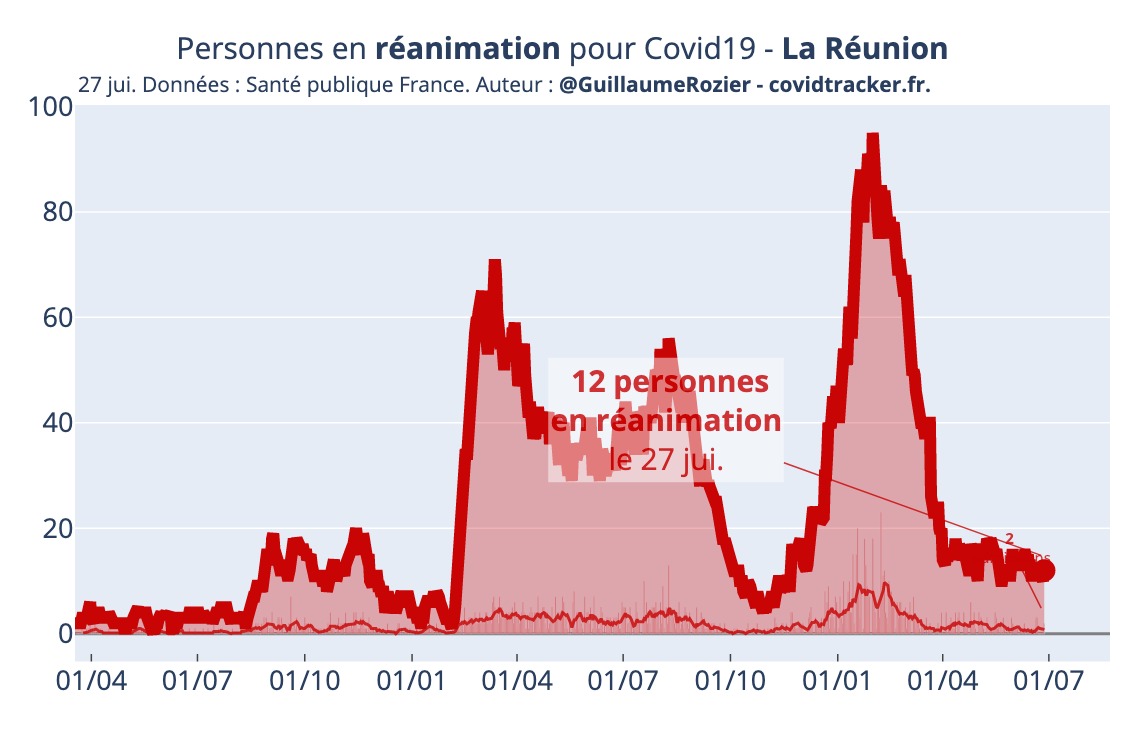 Personnes en réanimation pour Covid19 - La Réunion
27 jui. Données : Santé publique France. Auteur : @GuillaumeRozier - covidtracker.fr.
100
80
60
40
20
0
12 personnes
en réanimation
le 27 jui.
2
01/04 01/07 01/10 01/01 01/04 01/07 01/10 01/01 01/04 01/07